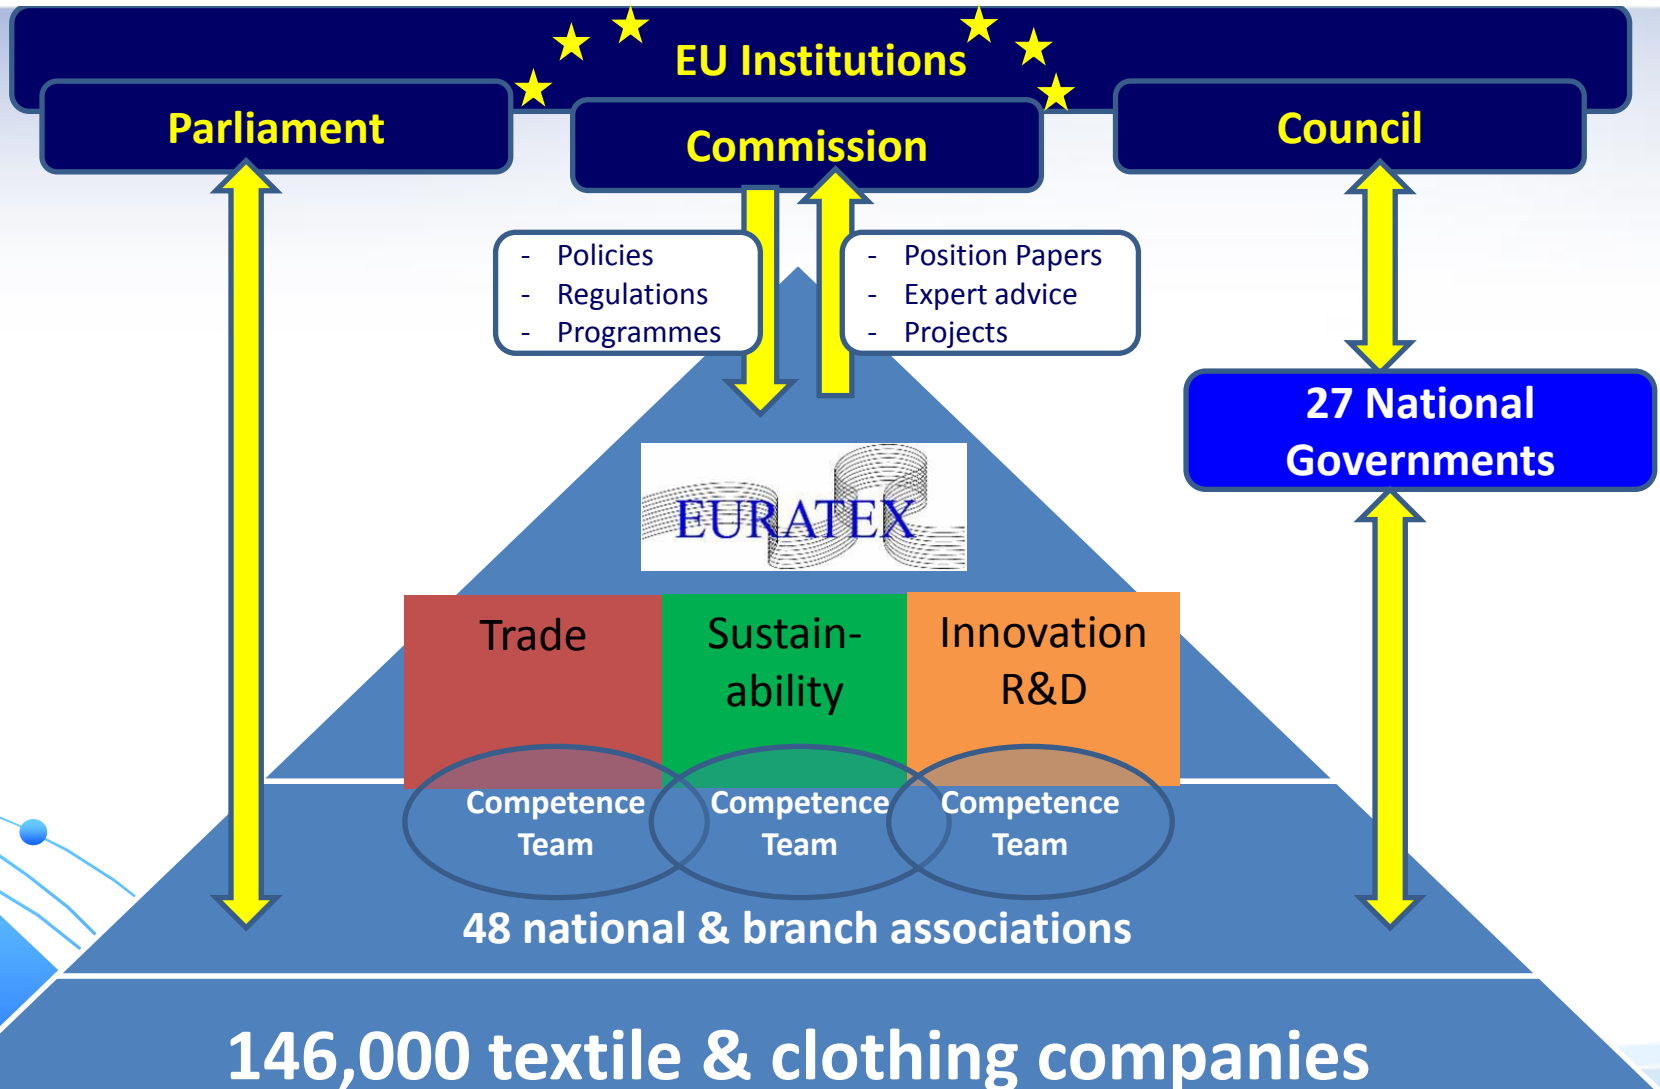 EU Institutions
Parliament
Commission
Council
- Policies
- Regulations
- Programmes
- Position Papers
- Expert advice
- Projects
27 National
Governments
EURATEX
Trade
Sustain-
ability
Innovation
R&D
Competence
Team
Competence
Team
Competence
Team
48 national & branch associations
146,000 textile & clothing companies